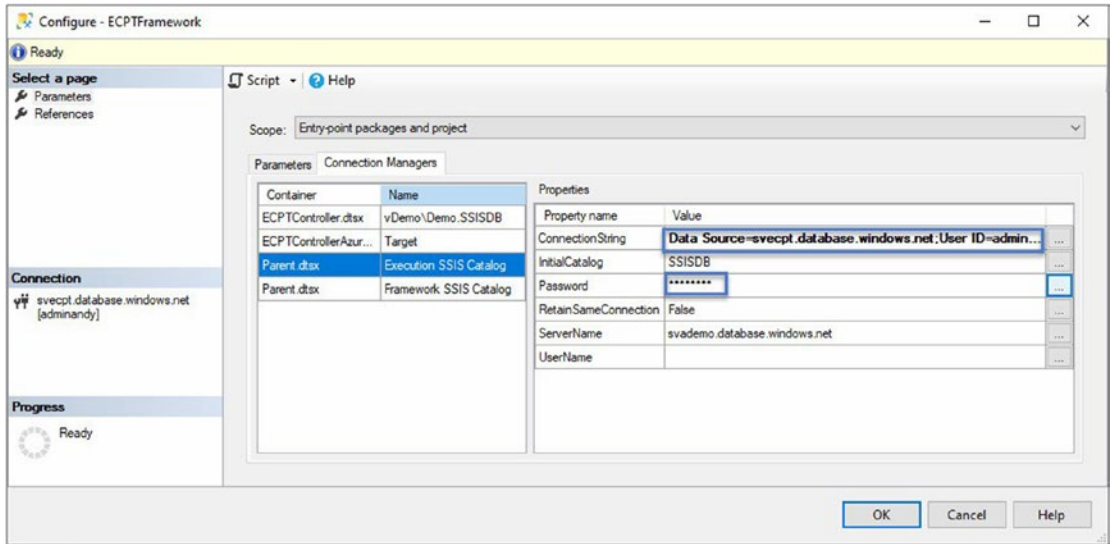 Configure - ECPTFramework
Ready
Select a page
Parameters
References
Script Help
Scope: Entry-point packages and project
Parameters Connection Managers
Container Name
ECPTController.dtsx vDemo\Demo.SSISDB
ECPTControllerAzur... Target
Parent.dtsx Execution SSIS Catalog
Parent.dtsx Framework SSIS Catalog
Properties
Property name Value
ConnectionString Data Source=svecpt.database.windows.net;User ID=admin... ...
InitialCatalog SSISDB ...
Password ******** ...
RetainSameConnection False ...
ServerName svademo.database.windows.net ...
UserName ...
Connection
svecpt.database.windows.net
[adminandy]
Progress
Ready
OK Cancel Help